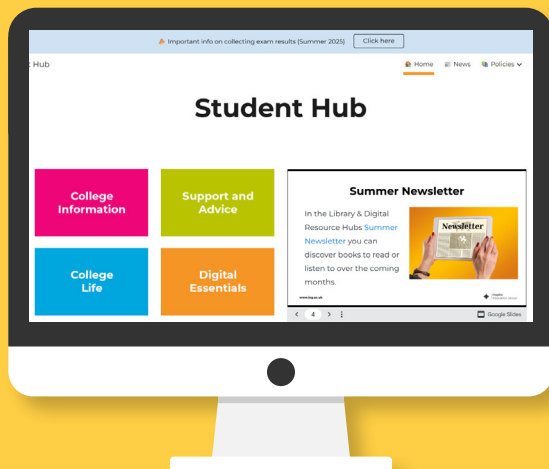 Important info on collecting exam results (Summer 2025)
Click here
Hub
Home
News
Policies
Student Hub
College
Information
Support and
Advice
College
Life
Digital
Essentials
Summer Newsletter
In the Library & Digital
Resource Hubs Summer
Newsletter you can
discover books to read or
listen to over the coming
months.
Newsletter
4
Google Slides